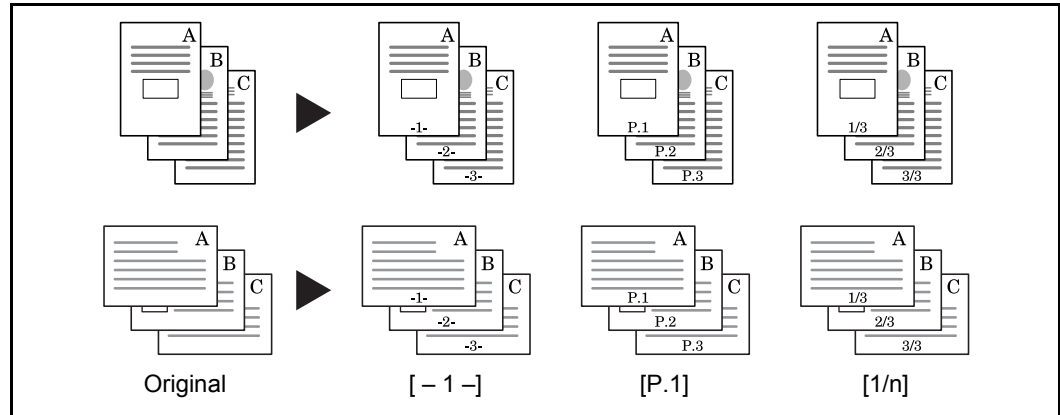 A A A A
B B B B
C C C C
-1- P.1 1/3
-2- P.2 2/3
-3- P.3 3/3
A A A A
B B B B
C C C C
-1- P.1 1/3
-2- P.2 2/3
-3- P.3 3/3
Original [ – 1 –] [P.1] [1/n]